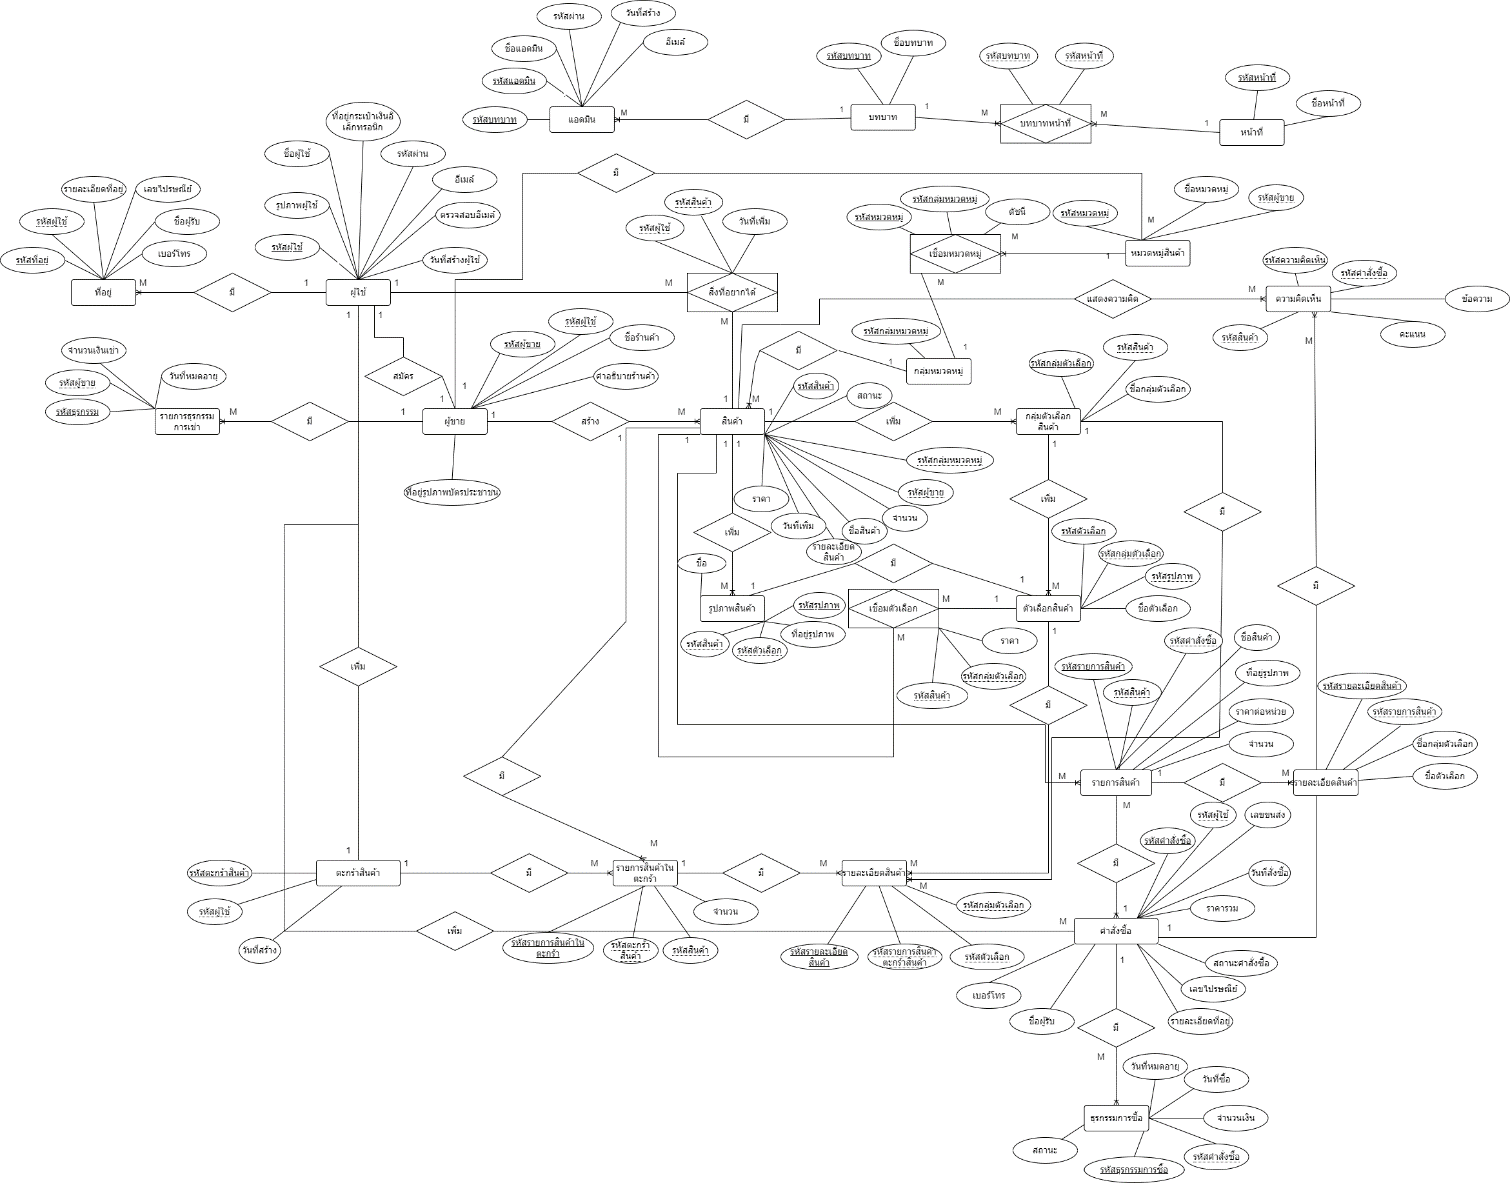 รหัสผ่าน
วันที่สร้าง
ชื่อแอดมิน
อีเมล์
รหัสแอดมิน
รหัสบทบาท
แอดมิน
M
มี
1
รหัสบทบาท
ชื่อบทบาท
บทบาท
1
M
รหัสบทบาท
รหัสหน้าที่
บทบาทหน้าที่
M
1
รหัสหน้าที่
ชื่อหน้าที่
หน้าที่
ที่อยู่กระเป๋าเงินอิ
เล็กทรอนิก
ชื่อผู้ใช้
รหัสผ่าน
อีเมล์
รูปภาพผู้ใช้
ตรวจสอบอีเมล์
รหัสผู้ใช้
วันที่สร้างผู้ใช้
ผู้ใช้
รายละเอียดที่อยู่
เลขไปรษณีย์
รหัสผู้ใช้
ชื่อผู้รับ
รหัสที่อยู่
เบอร์โทร
ที่อยู่
M
มี
1
1
M
1
1
มี
M
รหัสสินค้า
รหัสผู้ใช้
วันที่เพิ่ม
สิ่งที่อยากได้
M
รหัสกลุ่มหมวดหมู่
รหัสหมวดหมู่
ดัชนี
เชื่อมหมวดหมู่
M
M
1
ชื่อหมวดหมู่
รหัสหมวดหมู่
รหัสผู้ขาย
หมวดหมู่สินค้า
1
รหัสกลุ่มหมวดหมู่
กลุ่มหมวดหมู่
มี
1
M
แสดงความคิด
M
รหัสความคิดเห็น
รหัสคำสั่งซื้อ
ความคิดเห็น
ข้อความ
รหัสสินค้า
คะแนน
M
จำนวนเงินเช่า
รหัสผู้ขาย
วันที่หมดอายุ
รหัสธุรกรรม
รายการธุรกรรม
การเช่า
M
มี
1
สมัคร
1
1
รหัสผู้ขาย
รหัสผู้ใช้
ชื่อร้านค้า
คำอธิบายร้านค้า
ผู้ขาย
ที่อยู่รูปภาพบัตรประชาชน
1
สร้าง
M
1
สินค้า
1
รหัสสินค้า
สถานะ
รหัสกลุ่มหมวดหมู่
รหัสผู้ขาย
จำนวน
ชื่อสินค้า
รายละเอียด
สินค้า
วันที่เพิ่ม
ราคา
1
1
1
1
เพิ่ม
M
รหัสกลุ่มตัวเลือก
รหัสสินค้า
ชื่อกลุ่มตัวเลือก
กลุ่มตัวเลือก
สินค้า
1
1
เพิ่ม
M
มี
เพิ่ม
M
ชื่อ
รูปภาพสินค้า
1
มี
1
รหัสรูปภาพ
ที่อยู่รูปภาพ
รหัสสินค้า
รหัสตัวเลือก
เชื่อมตัวเลือก
M
M
1
ราคา
รหัสกลุ่มตัวเลือก
รหัสสินค้า
ตัวเลือกสินค้า
รหัสตัวเลือก
รหัสกลุ่มตัวเลือก
รหัสรูปภาพ
ชื่อตัวเลือก
1
มี
มี
รหัสคำสั่งซื้อ
ชื่อสินค้า
รหัสรายการสินค้า
ที่อยู่รูปภาพ
รหัสสินค้า
ราคาต่อหน่วย
จำนวน
รายการสินค้า
M
M
1
มี
M
รหัสรายละเอียดสินค้า
รหัสรายการสินค้า
ชื่อกลุ่มตัวเลือก
ชื่อตัวเลือก
รายละเอียดสินค้า
เพิ่ม
1
รหัสตะกร้าสินค้า
รหัสผู้ใช้
วันที่สร้าง
ตะกร้าสินค้า
1
มี
M
มี
M
รายการสินค้าใน
ตะกร้า
รหัสรายการสินค้าใน
ตะกร้า
รหัสตะกร้า
สินค้า
รหัสสินค้า
จำนวน
1
มี
M
รายละเอียดสินค้า
M
M
รหัสกลุ่มตัวเลือก
รหัสตัวเลือก
รหัสรายการสินค้า
ตะกร้าสินค้า
รหัสรายละเอียด
สินค้า
เพิ่ม
M
มี
1
รหัสคำสั่งซื้อ
รหัสผู้ใช้
เลขขนส่ง
วันที่สั่งซื้อ
ราคารวม
คำสั่งซื้อ
1
สถานะคำสั่งซื้อ
เลขไปรษณีย์
รายละเอียดที่อยู่
ชื่อผู้รับ
เบอร์โทร
1
มี
M
วันที่หมดอายุ
วันที่ซื้อ
จำนวนเงิน
รหัสคำสั่งซื้อ
รหัสธุรกรรมการซื้อ
สถานะ
ธุรกรรมการซื้อ